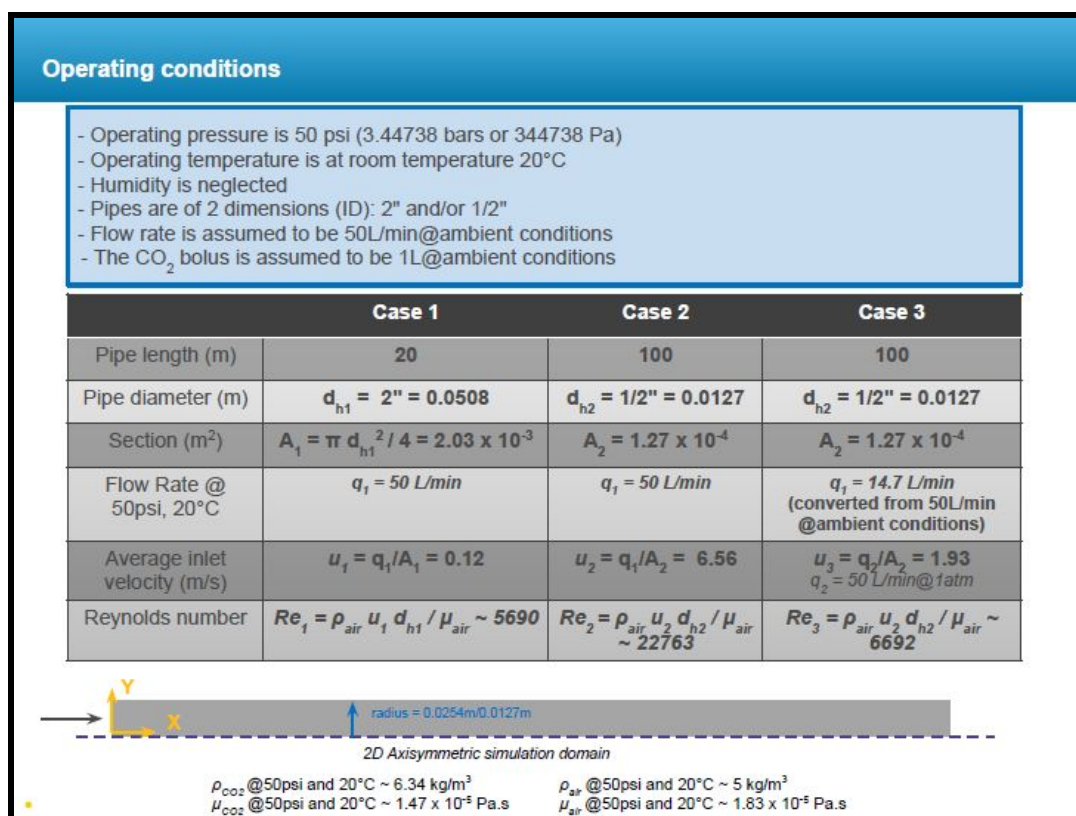 Operating conditions
- Operating pressure is 50 psi (3.44738 bars or 344738 Pa)
- Operating temperature is at room temperature 20°C
- Humidity is neglected
- Pipes are of 2 dimensions (ID): 2" and/or 1/2"
- Flow rate is assumed to be 50L/min@ambient conditions
- The CO2 bolus is assumed to be 1L@ambient conditions
Case 1 Case 2 Case 3
Pipe length (m) 20 100 100
Pipe diameter (m) dh1 = 2" = 0.0508 dh2 = 1/2" = 0.0127 dh2 = 1/2" = 0.0127
Section (m²) A1 = π dh1² / 4 = 2.03 x 10⁻³ A2 = 1.27 x 10⁻⁴ A2 = 1.27 x 10⁻⁴
Flow Rate @ 50psi, 20°C q1 = 50 L/min q1 = 50 L/min q1 = 14.7 L/min
(converted from 50L/min
@ambient conditions)
Average inlet velocity (m/s) u1 = q1/A1 = 0.12 u2 = q1/A2 = 6.56 u3 = q2/A2 = 1.93
q2 = 50 L/min@1atm
Reynolds number Re1 = ρair u1 dh1 / μair ~ 5690 Re2 = ρair u2 dh2 / μair ~ 22763 Re3 = ρair u2 dh2 / μair ~ 6692
Y
X
radius = 0.0254m/0.0127m
2D Axisymmetric simulation domain
ρCO2 @50psi and 20°C ~ 6.34 kg/m³ ρair @50psi and 20°C ~ 5 kg/m³
μCO2 @50psi and 20°C ~ 1.47 x 10⁻⁵ Pa.s μair @50psi and 20°C ~ 1.83 x 10⁻⁵ Pa.s